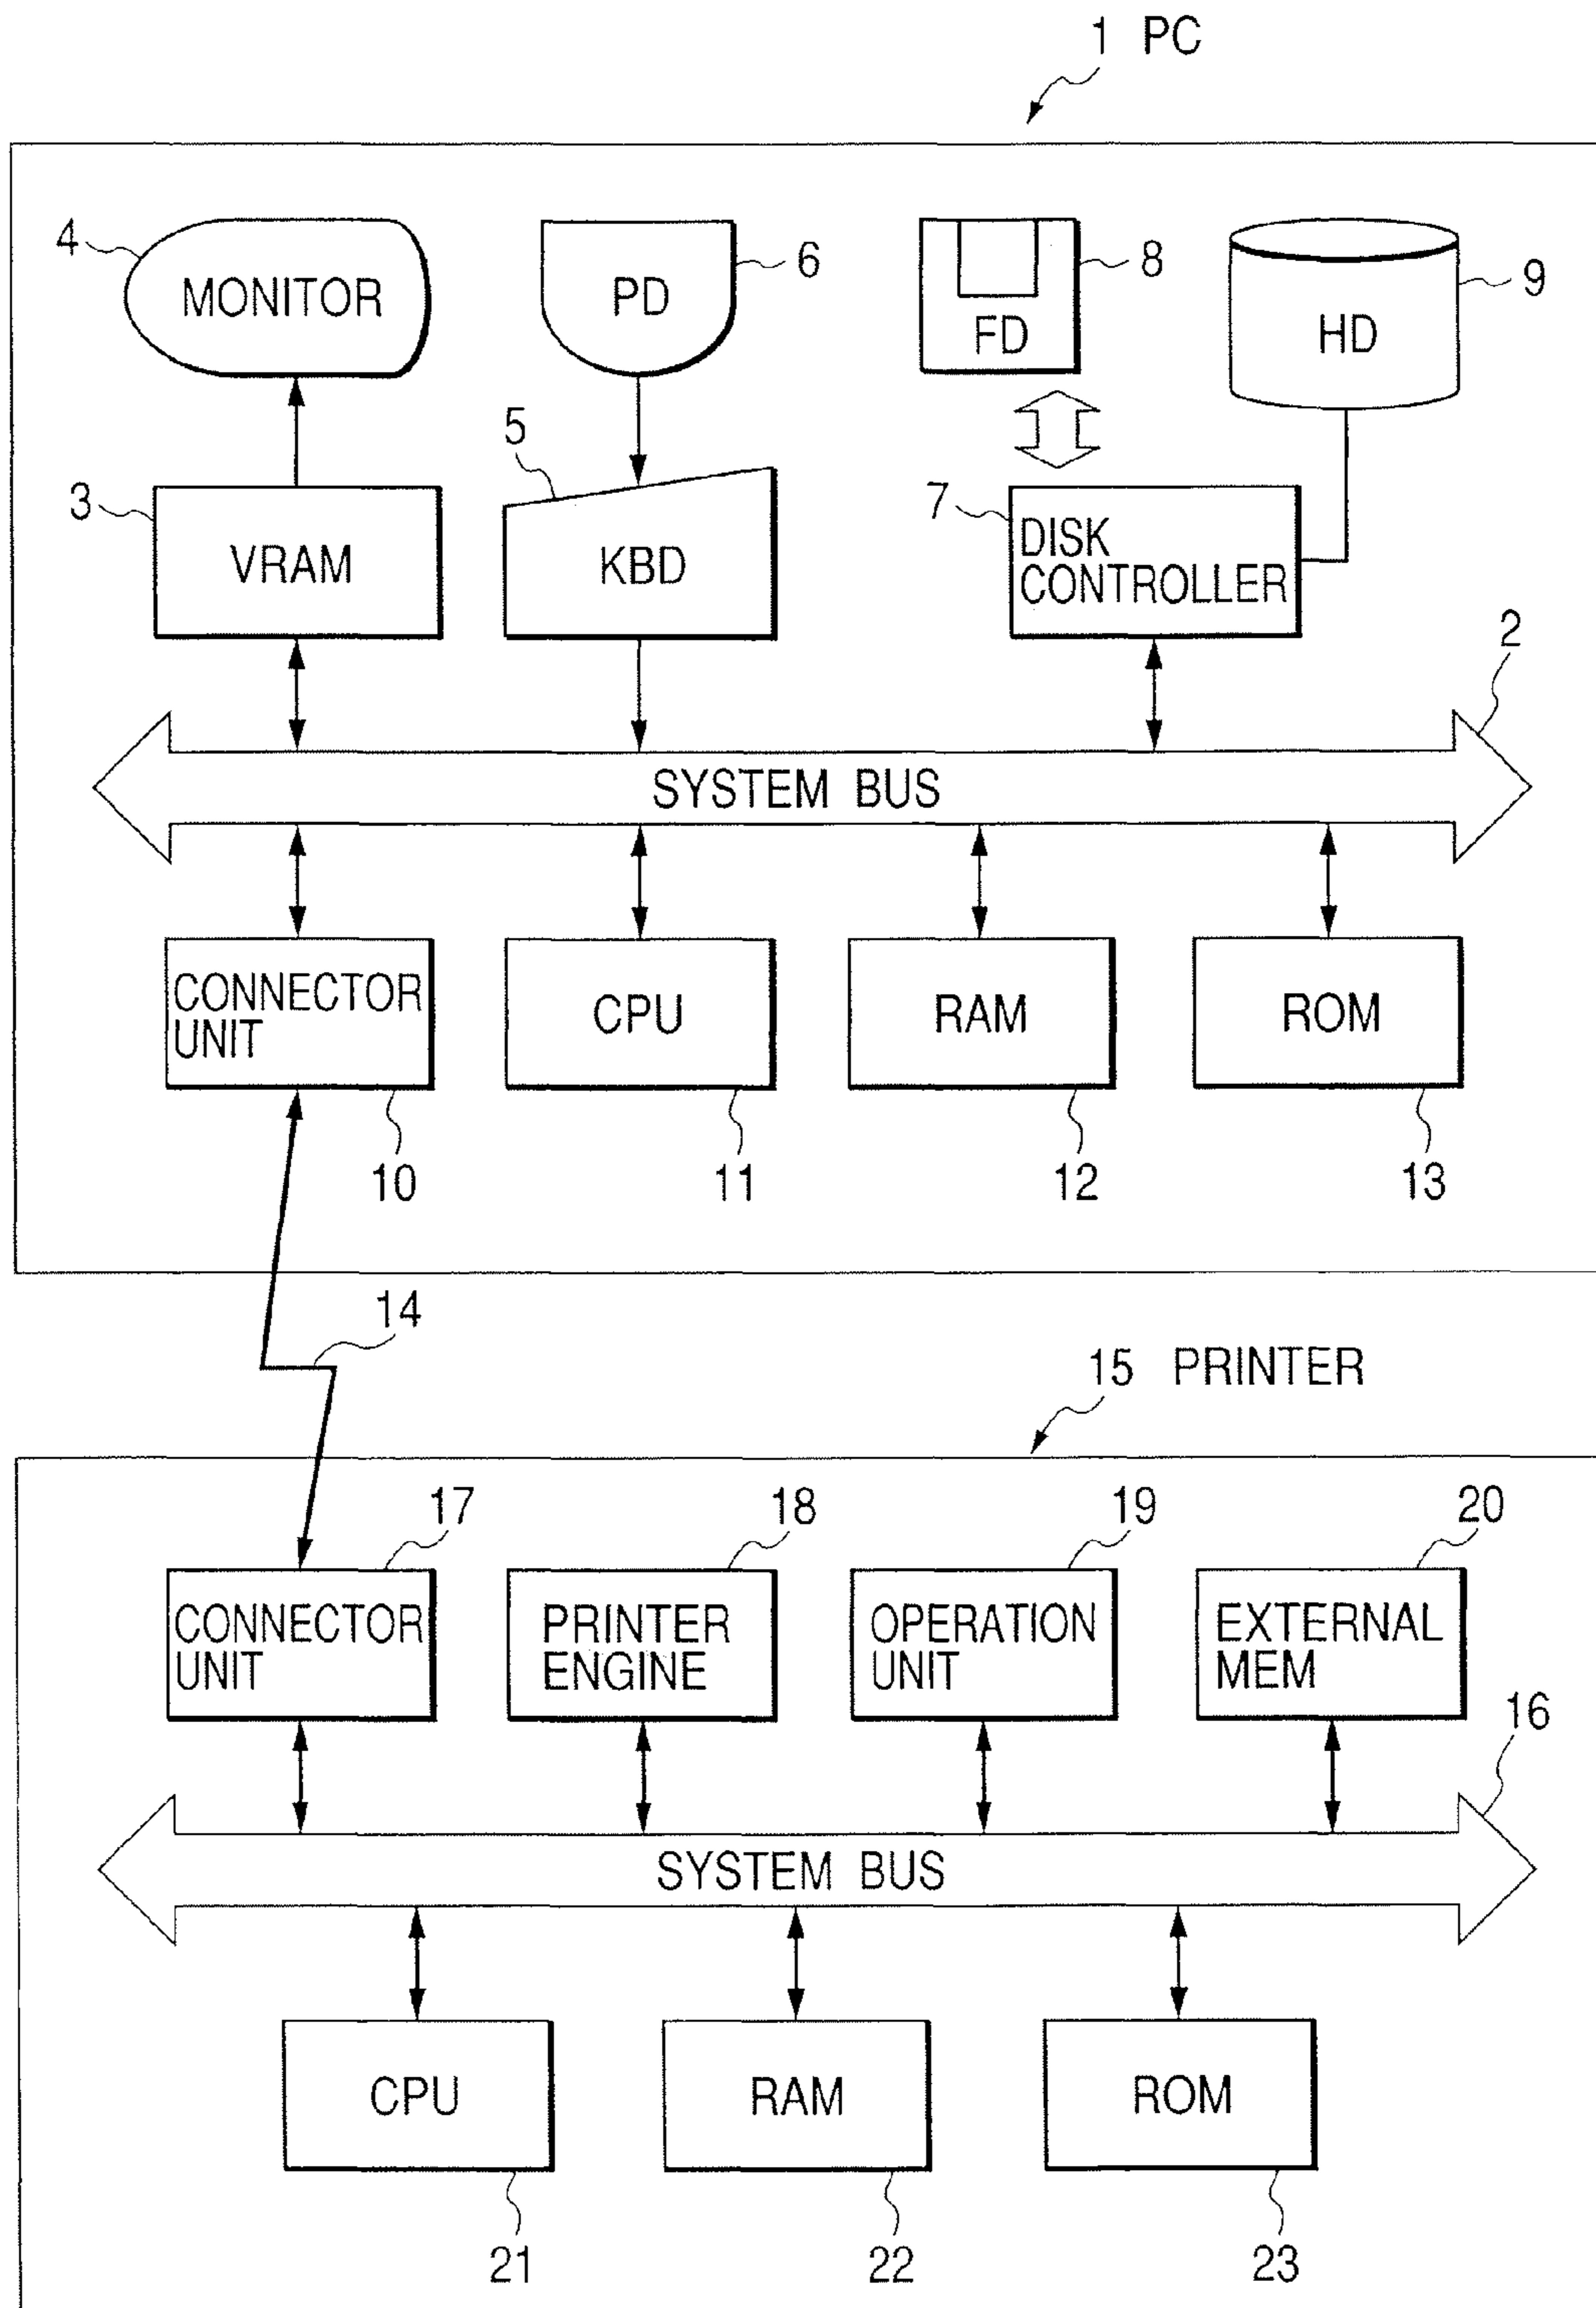 1 PC
4
MONITOR
PD
6
FD
8
HD
9
3
VRAM
5
KBD
7
DISK
CONTROLLER
2
SYSTEM BUS
CONNECTOR
UNIT
CPU
RAM
ROM
10
11
12
13
14
15 PRINTER
17
18
19
20
CONNECTOR
UNIT
PRINTER
ENGINE
OPERATION
UNIT
EXTERNAL
MEM
16
SYSTEM BUS
CPU
RAM
ROM
21
22
23